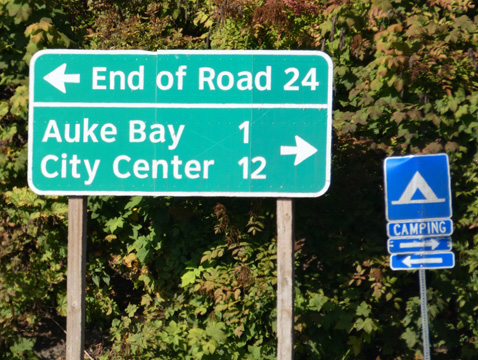 End of Road 24
Auke Bay 1
City Center 12
CAMPING